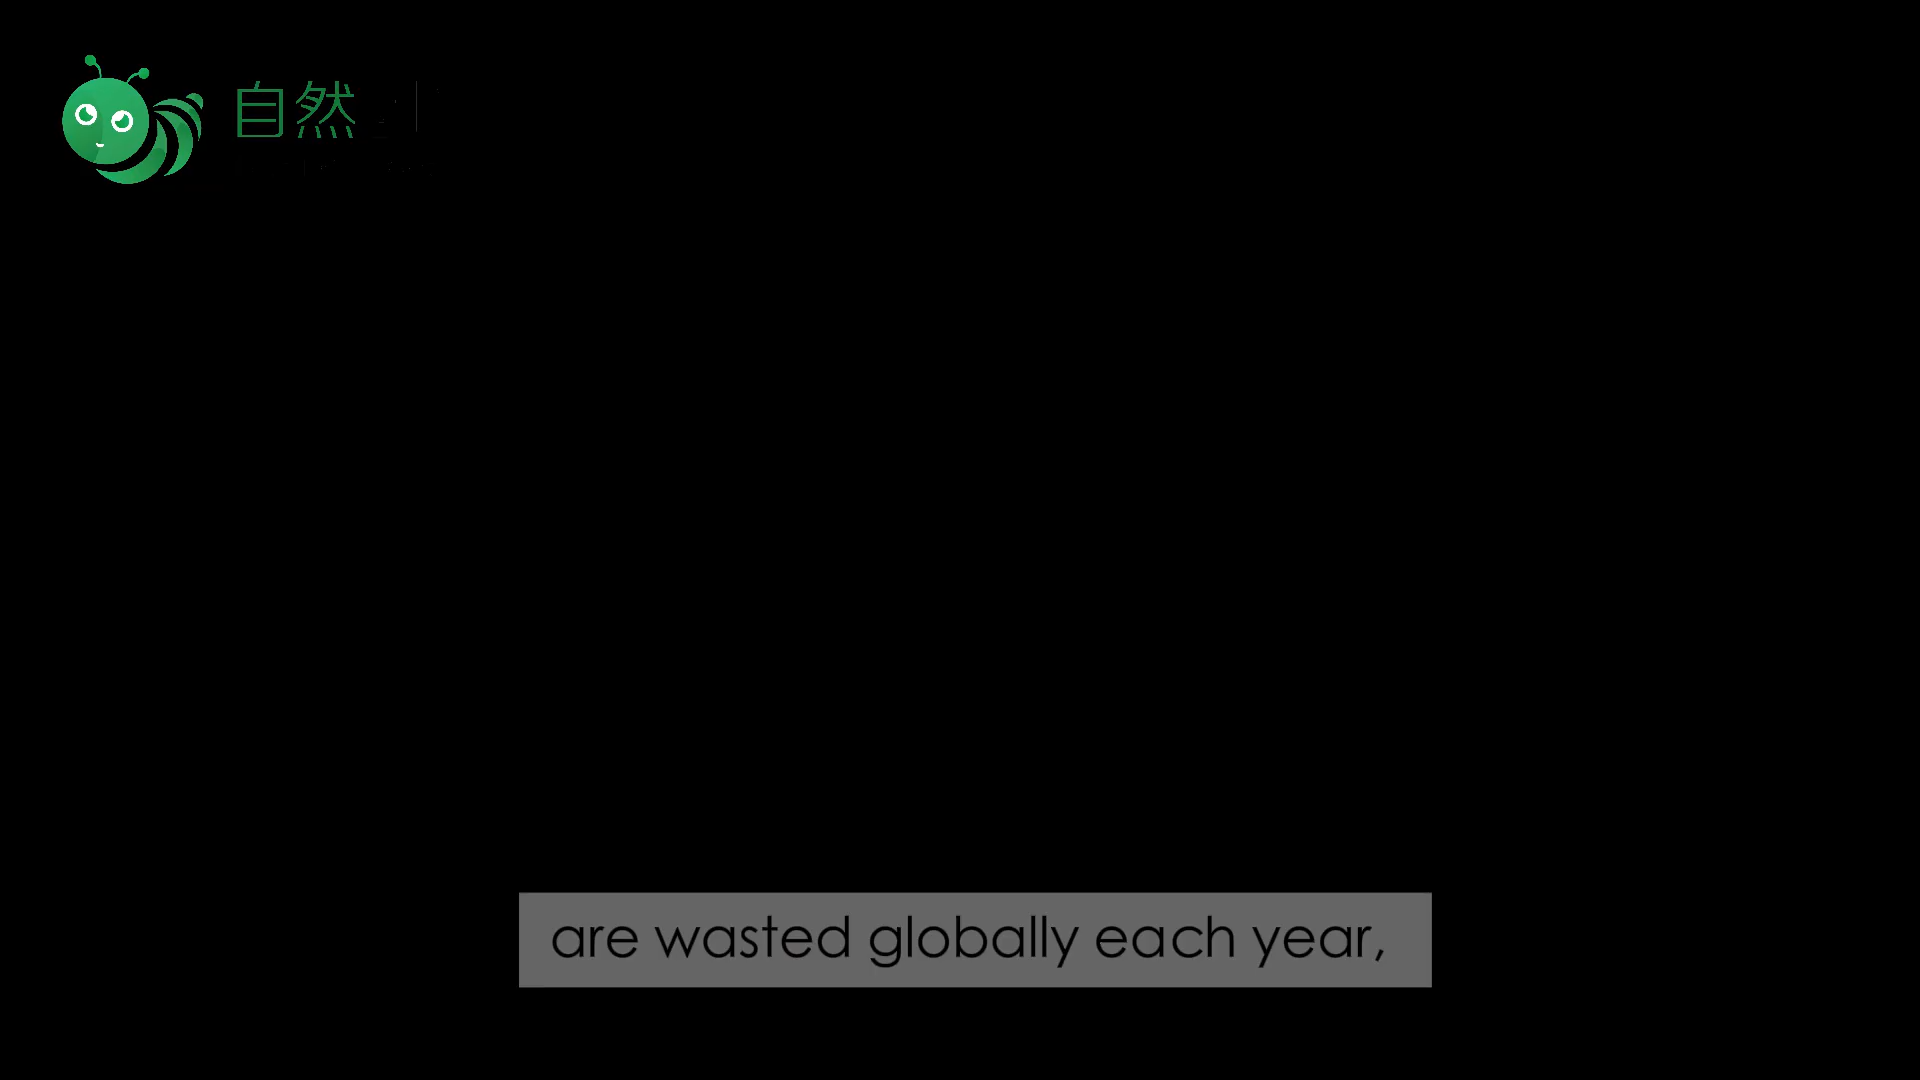 自然
are wasted globally each year,